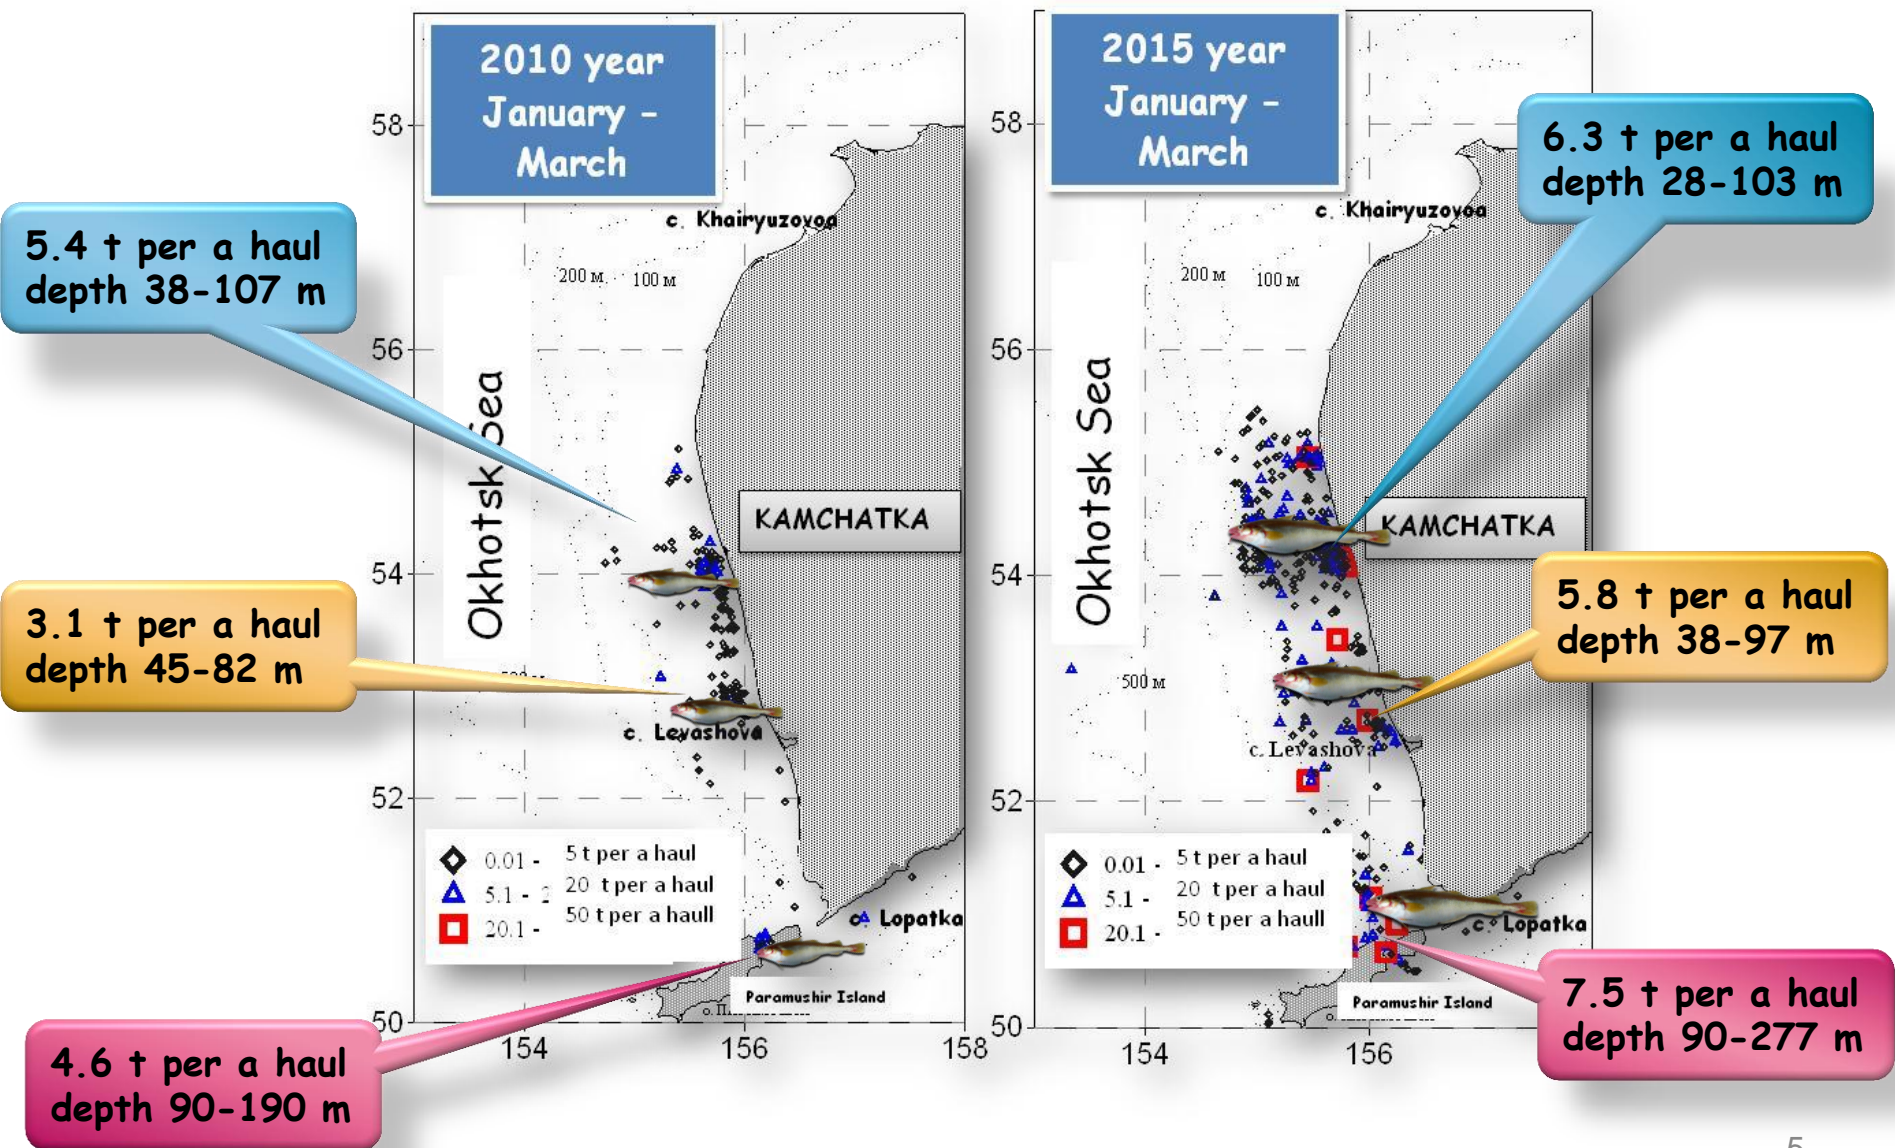 2010 year
January -
March
58
c. Khairyuzovoa
200 м
100 м
5.4 t per a haul
depth 38-107 m
56
Okhotsk Sea
KAMCHATKA
54
3.1 t per a haul
depth 45-82 m
c. Levashova
52
0.01 - 5 t per a haul
5.1 - 20 t per a haul
20.1 - 50 t per a haull
c. Lopatka
Paramushir Island
50
154
156
158
4.6 t per a haul
depth 90-190 m
2015 year
January -
March
58
c. Khairyuzovoa
200 м
100 м
6.3 t per a haul
depth 28-103 m
56
Okhotsk Sea
KAMCHATKA
54
5.8 t per a haul
depth 38-97 m
500 м
c. Levashova
52
0.01 - 5 t per a haul
5.1 - 20 t per a haul
20.1 - 50 t per a haull
c. Lopatka
Paramushir Island
50
154
156
7.5 t per a haul
depth 90-277 m